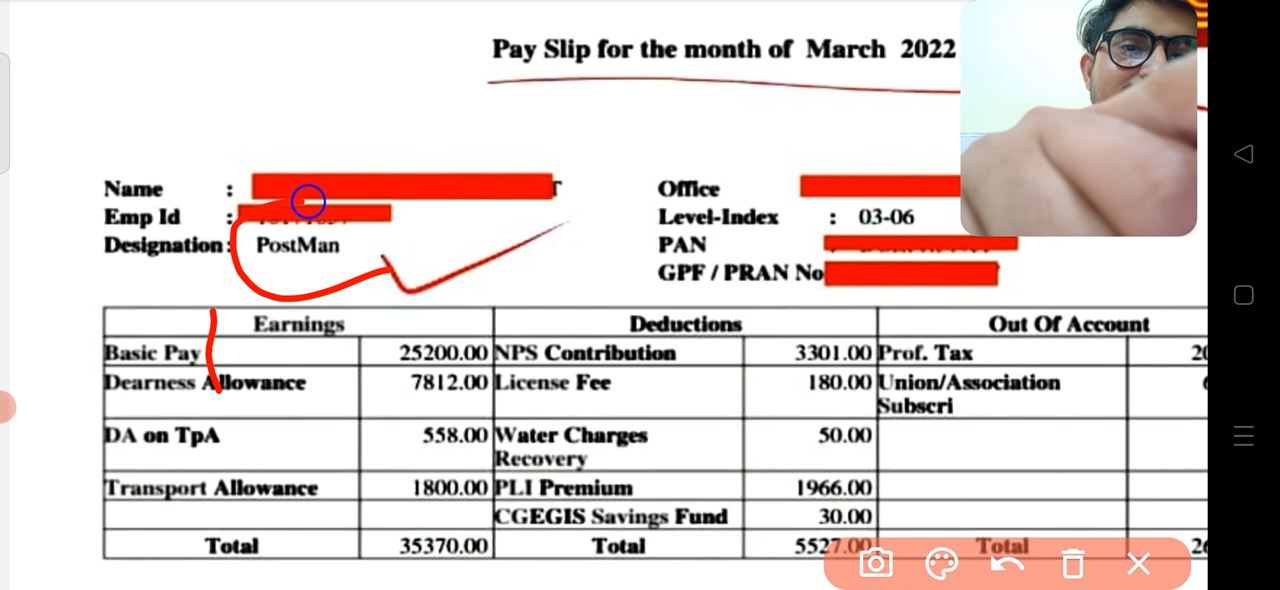 Pay Slip for the month of March 2022
Name :
Office
Emp Id :
Level-Index : 03-06
Designation : PostMan
PAN
GPF / PRAN No
Earnings Deductions Out Of Account
Basic Pay 25200.00 NPS Contribution 3301.00 Prof. Tax
Dearness Allowance 7812.00 License Fee 180.00 Union/Association
Subscri
DA on TpA 558.00 Water Charges 50.00
Recovery
Transport Allowance 1800.00 PLI Premium 1966.00
CGEGIS Savings Fund 30.00
Total 35370.00 Total 5527.00 Total